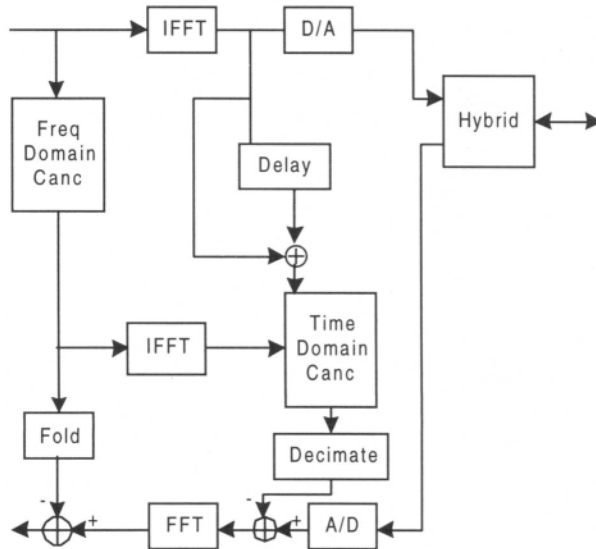 IFFT
D/A
Freq
Domain
Canc
Hybrid
Delay
+
IFFT
Time
Domain
Canc
Fold
Decimate
-
-
+
FFT
+
A/D